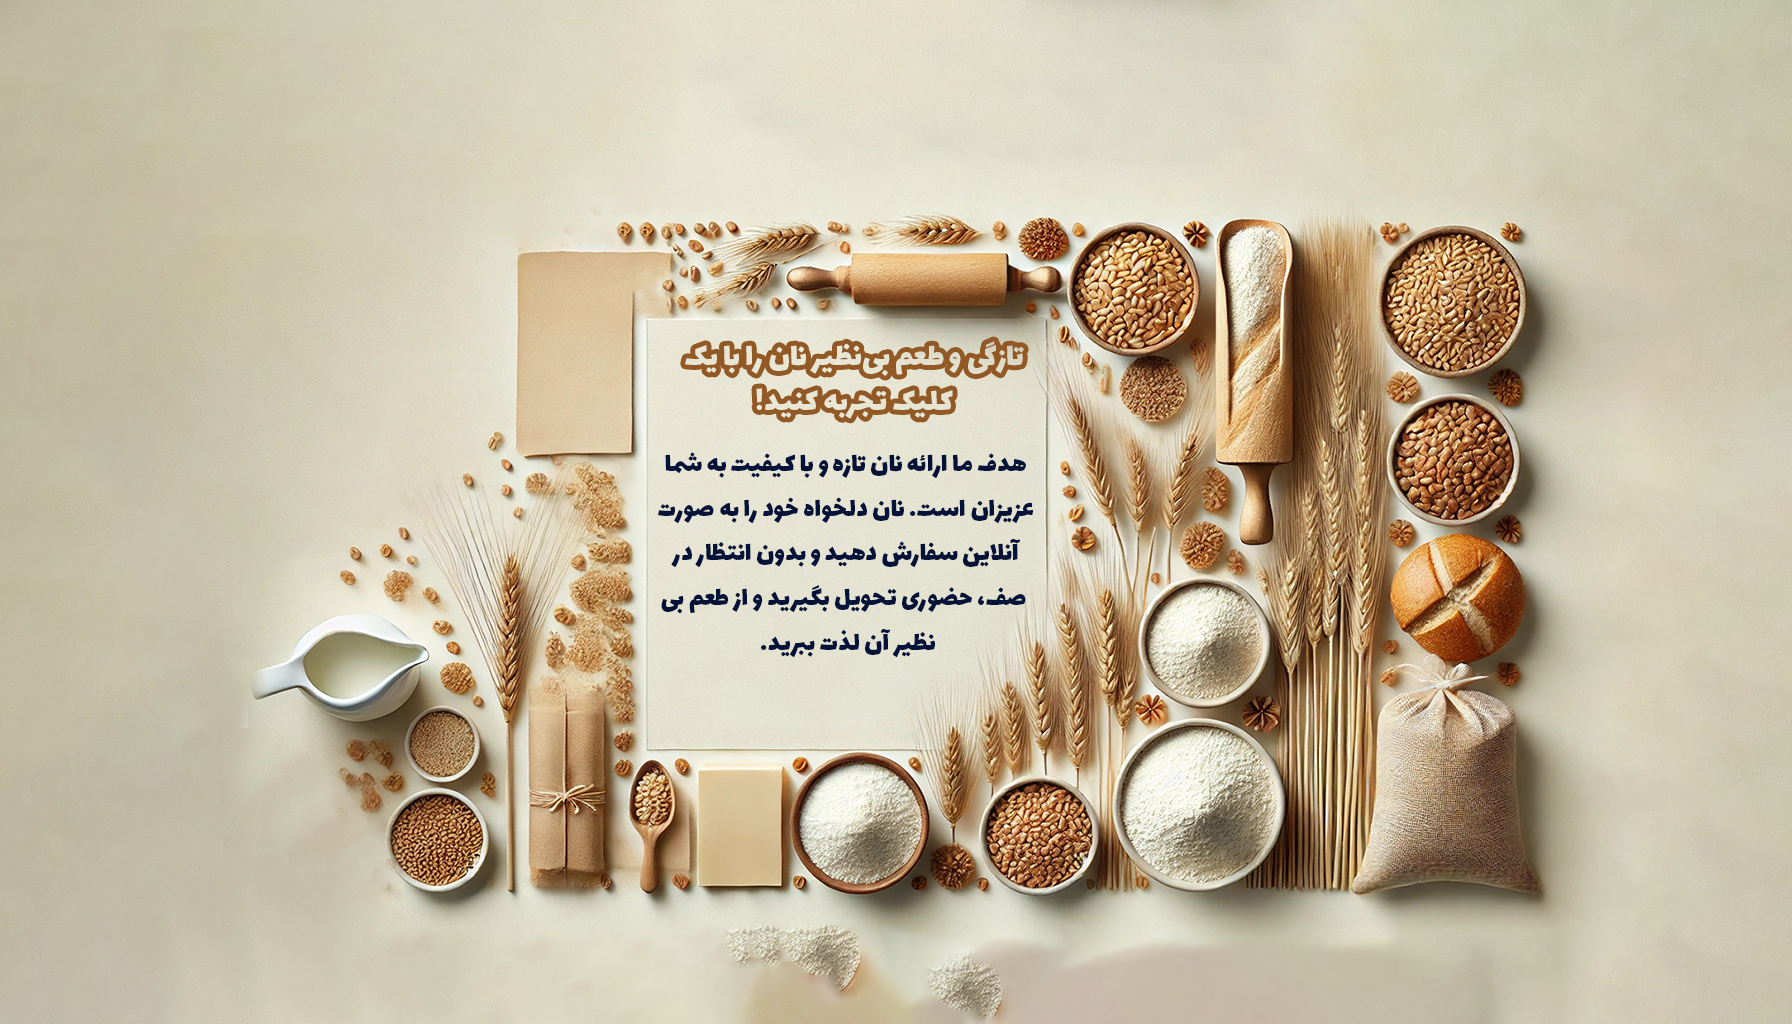 تازگی و طعم بی‌نظیر نان را با یک
کلیک تجربه کنید!
هدف ما ارائه نان تازه و با کیفیت به شما
عزیزان است. نان دلخواه خود را به صورت
آنلاین سفارش دهید و بدون انتظار در
صف، حضوری تحویل بگیرید و از طعم بی
نظیر آن لذت ببرید.